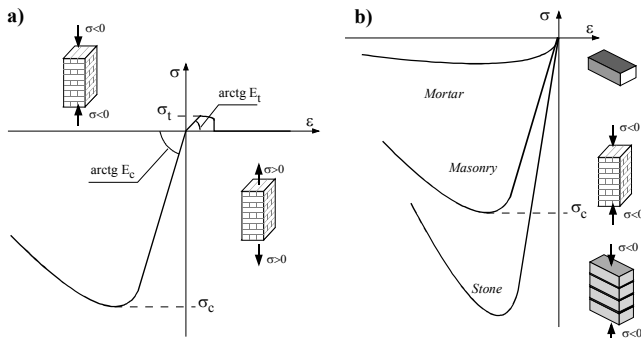 a)
σ<0
σ
σt
arctg Et
ε
arctg Ec
σ<0
σ>0
σ>0
σc
b)
σ
ε
Mortar
σ<0
Masonry
σc
σ<0
σ<0
Stone
σ<0